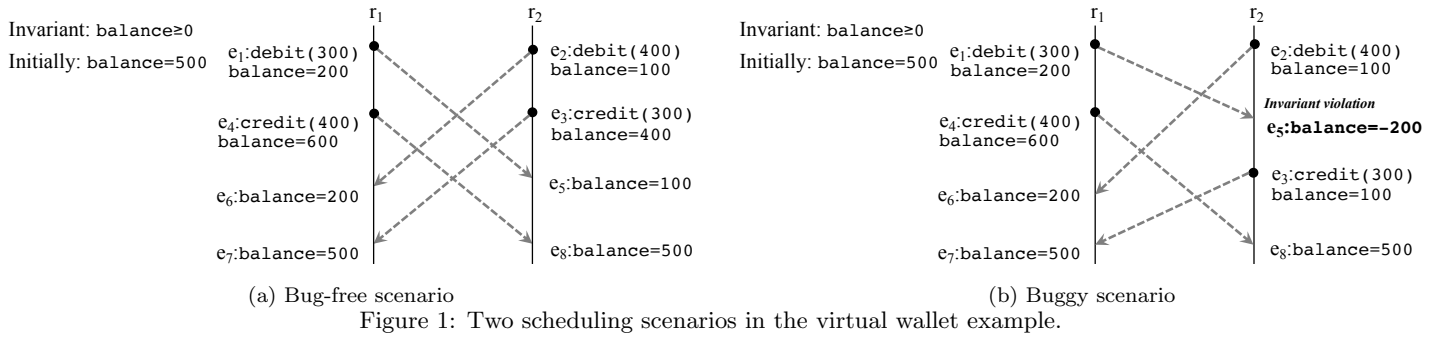 r₁
r₂
Invariant: balance≥0
Initially: balance=500
e₁:debit(300)
balance=200
e₂:debit(400)
balance=100
e₄:credit(400)
balance=600
e₃:credit(300)
balance=400
e₆:balance=200
e₅:balance=100
e₇:balance=500
e₈:balance=500
(a) Bug-free scenario
r₁
r₂
Invariant: balance≥0
Initially: balance=500
e₁:debit(300)
balance=200
e₂:debit(400)
balance=100
Invariant violation
e₅:balance=-200
e₄:credit(400)
balance=600
e₃:credit(300)
balance=100
e₆:balance=200
e₇:balance=500
e₈:balance=500
(b) Buggy scenario
Figure 1: Two scheduling scenarios in the virtual wallet example.